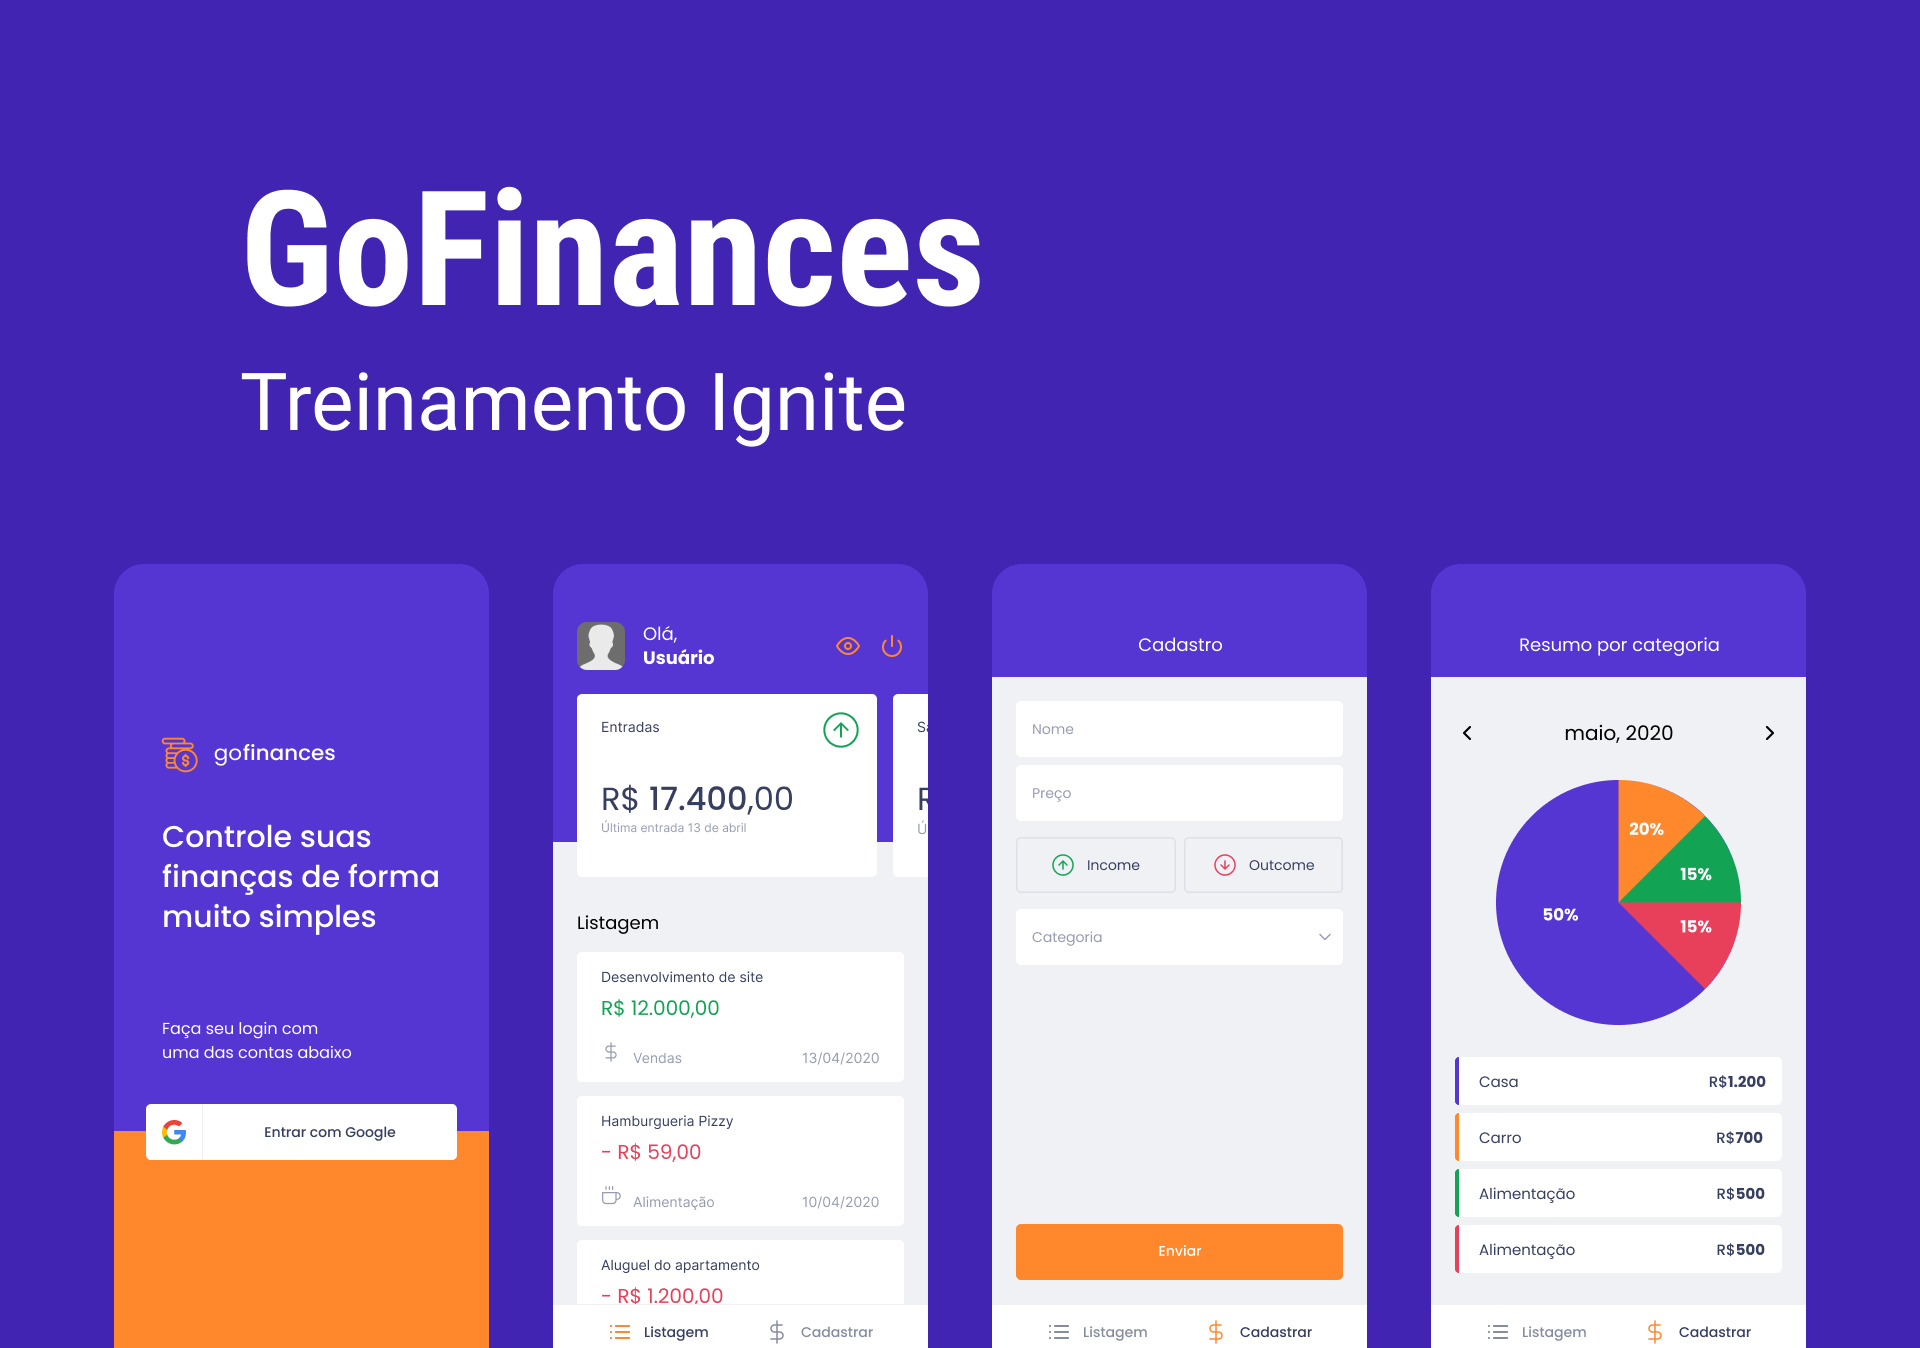 GoFinances
Treinamento Ignite
gofinances
Controle suas
finanças de forma
muito simples
Faça seu login com
uma das contas abaixo
Entrar com Google
Olá,
Usuário
Entradas
R$ 17.400,00
Última entrada 13 de abril
Listagem
Desenvolvimento de site
R$ 12.000,00
Vendas
13/04/2020
Hamburgueria Pizzy
- R$ 59,00
Alimentação
10/04/2020
Aluguel do apartamento
- R$ 1.200,00
Listagem
Cadastrar
Cadastro
Nome
Preço
Income
Outcome
Categoria
Enviar
Listagem
Cadastrar
Resumo por categoria
maio, 2020
20%
15%
50%
15%
Casa
R$1.200
Carro
R$700
Alimentação
R$500
Alimentação
R$500
Listagem
Cadastrar